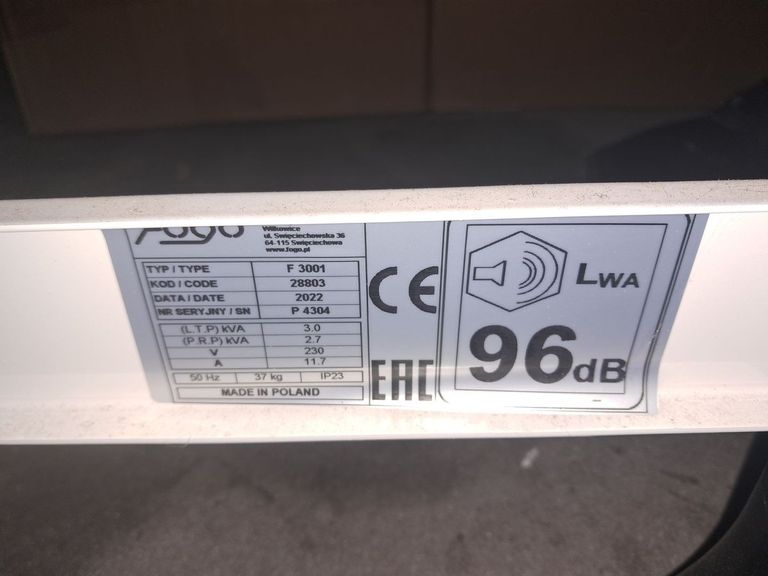 Fogo
Wilkowice
ul. Święciechowska 36
64-115 Święciechowa
www.fogo.pl
TYP / TYPE F 3001
KOD / CODE 28803
DATA / DATE 2022
NR SERYJNY / SN P 4304
(L.T.P) kVA 3.0
(P.R.P) kVA 2.7
V 230
A 11.7
50 Hz 37 kg IP23
MADE IN POLAND
CE
EAC
LWA
96dB